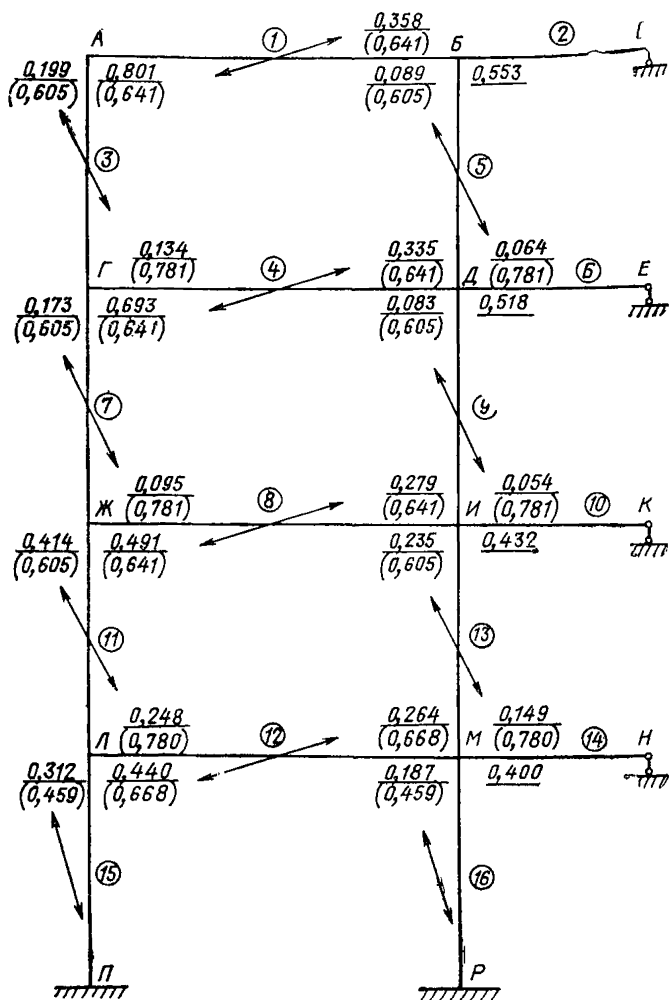 А ① 0,358 (0,641) Б ②
0,199 (0,605) 0,801 (0,641) 0,089 (0,605) 0,553
③ ⑤
Г 0,134 (0,781) ④ 0,335 (0,641) Д 0,064 (0,781) Б Е
0,173 (0,605) 0,693 (0,641) 0,083 (0,605) 0,518
⑦
Ж 0,095 (0,781) ⑧ 0,279 (0,641) И 0,054 (0,781) ⑩ К
0,414 (0,605) 0,491 (0,641) 0,235 (0,605) 0,432
⑪ ⑬
Л 0,248 (0,780) ⑫ 0,264 (0,668) М 0,149 (0,780) ⑭ Н
0,312 (0,459) 0,440 (0,668) 0,187 (0,459) 0,400
⑮ ⑯
П Р